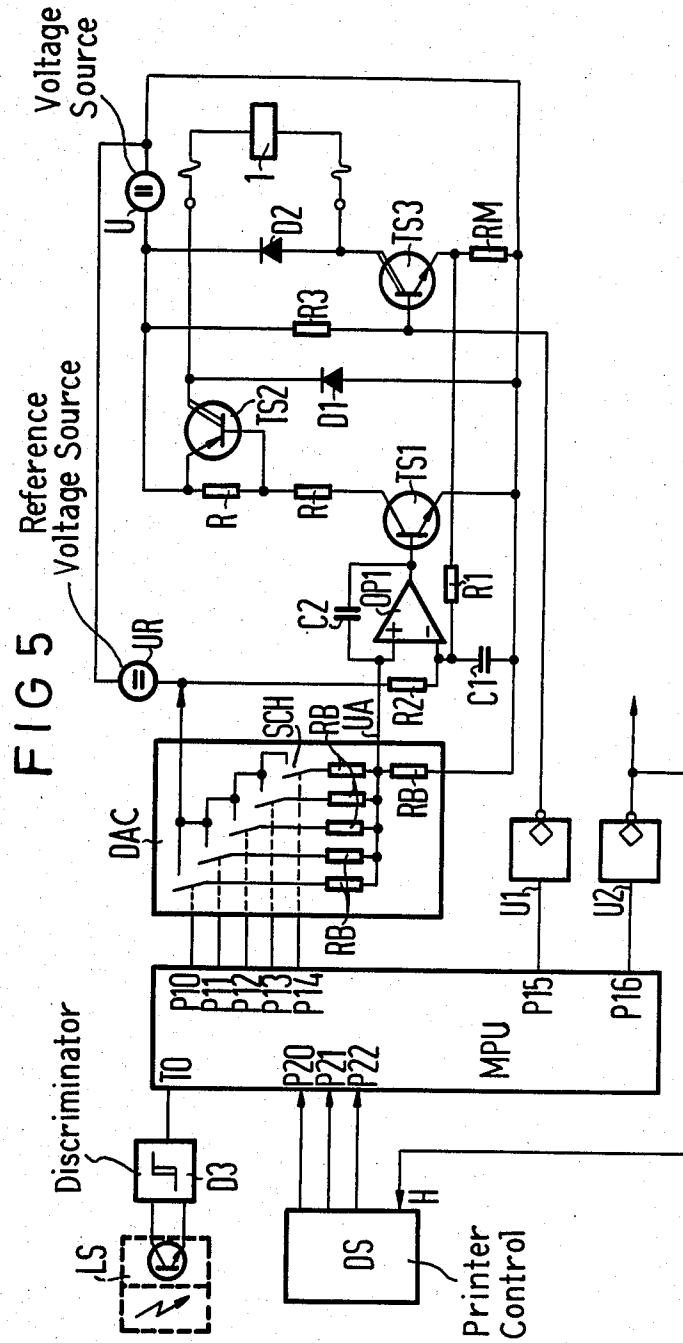 FIG 5
Reference
Voltage Source
Voltage
Source
UR
U
DAC
SCH
RB
RB
RB
UA
R2
C1
C2
OP1
+
-
R1
TS1
R
R
TS2
D1
R3
D2
1
TS3
RM
Discriminator
LS
D3
T0
P10
P11
P12
P13
P14
P20
P21
P22
MPU
P15
P16
U1
U2
DS
H
Printer
Control